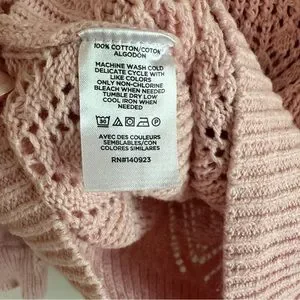 100% COTTON/COTON
ALGODÓN
MACHINE WASH COLD
DELICATE CYCLE WITH
LIKE COLORS
ONLY NON-CHLORINE
BLEACH WHEN NEEDED
TUMBLE DRY LOW
COOL IRON WHEN
NEEDED
30
AVEC DES COULEURS
SEMBLABLES/CON
COLORES SIMILARES
RN#140923